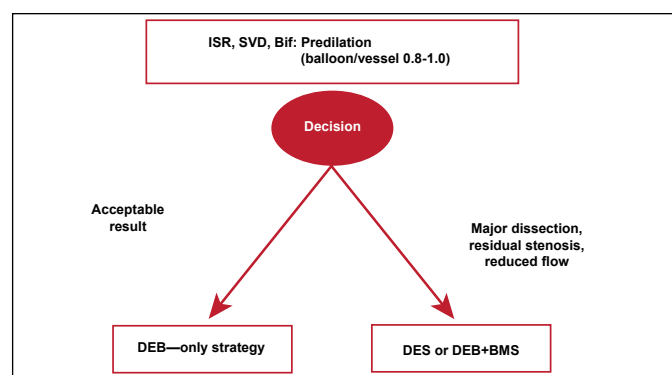 ISR, SVD, Bif: Predilation
(balloon/vessel 0.8-1.0)
Decision
Acceptable
result
Major dissection,
residual stenosis,
reduced flow
DEB—only strategy
DES or DEB+BMS